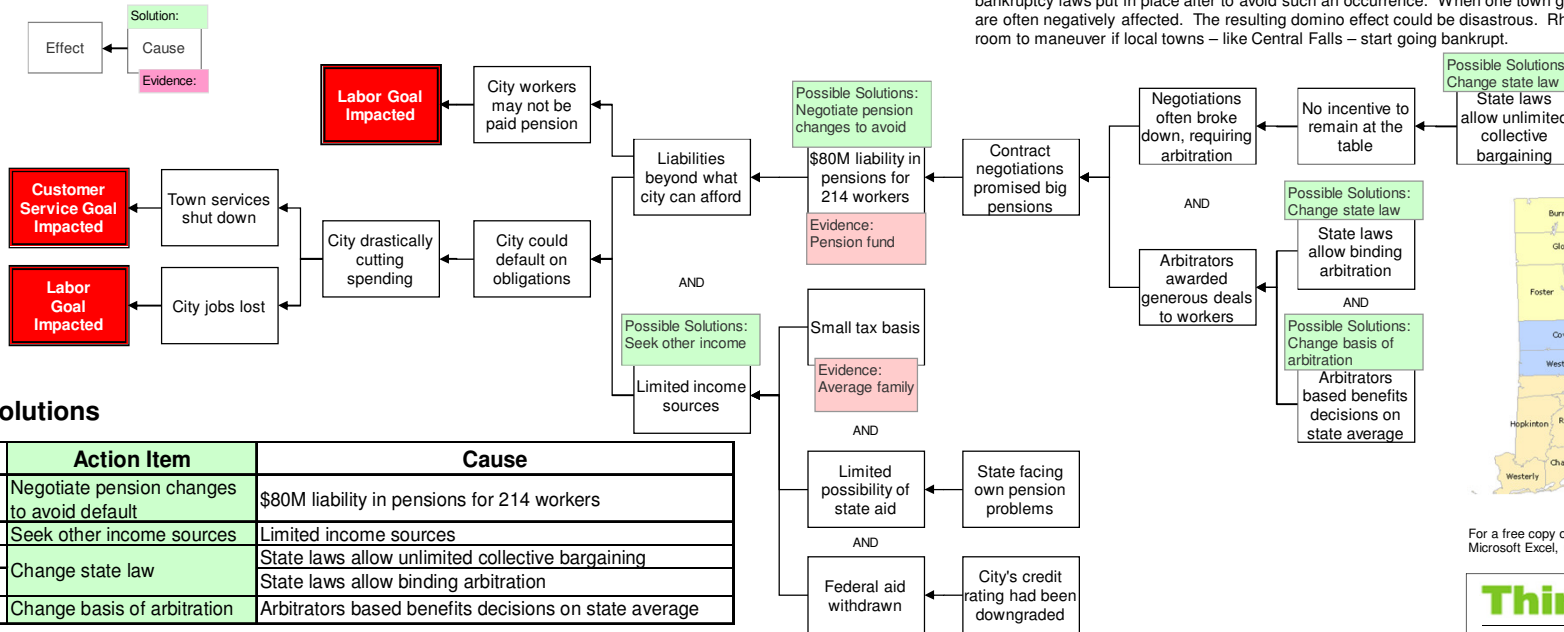 bankruptcy laws put in place after to avoid such an occurrence. When one town g
are often negatively affected. The resulting domino effect could be disastrous. Rh
room to maneuver if local towns – like Central Falls – start going bankrupt.
Solution:
Effect
Cause
Evidence:
Labor Goal
Impacted
City workers
may not be
paid pension
Customer
Service Goal
Impacted
Town services
shut down
Labor
Goal
Impacted
City jobs lost
City drastically
cutting
spending
City could
default on
obligations
Liabilities
beyond what
city can afford
AND
Possible Solutions:
Seek other income
Limited income
sources
Possible Solutions:
Negotiate pension
changes to avoid
$80M liability in
pensions for
214 workers
Evidence:
Pension fund
Small tax basis
Evidence:
Average family
AND
Limited
possibility of
state aid
State facing
own pension
problems
AND
Federal aid
withdrawn
City's credit
rating had been
downgraded
Contract
negotiations
promised big
pensions
Negotiations
often broke
down, requiring
arbitration
No incentive to
remain at the
table
Possible Solutions
Change state law
State laws
allow unlimited
collective
bargaining
AND
Arbitrators
awarded
generous deals
to workers
Possible Solutions:
Change state law
State laws
allow binding
arbitration
AND
Possible Solutions:
Change basis of
arbitration
Arbitrators
based benefits
decisions on
state average
Burr
Glo
Foster
Co
West
Hopkinton
R
Cha
Westerly
olutions
Action Item
Cause
Negotiate pension changes
to avoid default
$80M liability in pensions for 214 workers
Seek other income sources
Limited income sources
Change state law
State laws allow unlimited collective bargaining
State laws allow binding arbitration
Change basis of arbitration
Arbitrators based benefits decisions on state average
For a free copy o
Microsoft Excel,
Thin